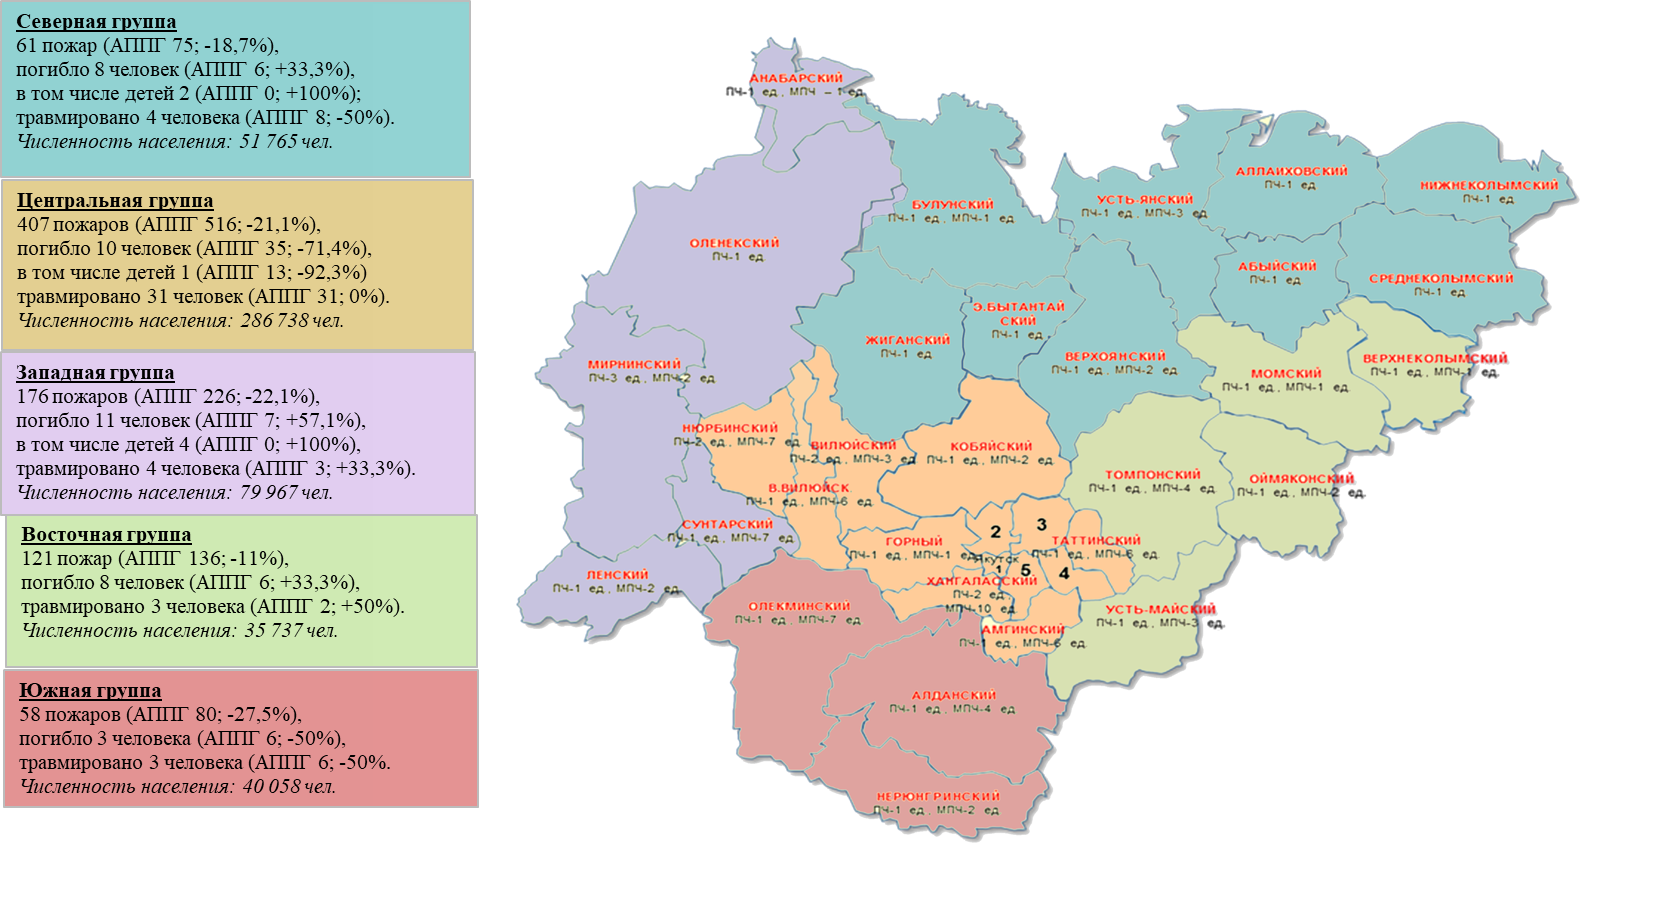 Северная группа
61 пожар (АППГ 75; -18,7%),
погибло 8 человек (АППГ 6; +33,3%),
в том числе детей 2 (АППГ 0; +100%);
травмировано 4 человека (АППГ 8; -50%).
Численность населения: 51 765 чел.
Центральная группа
407 пожаров (АППГ 516; -21,1%),
погибло 10 человек (АППГ 35; -71,4%),
в том числе детей 1 (АППГ 13; -92,3%)
травмировано 31 человек (АППГ 31; 0%).
Численность населения: 286 738 чел.
Западная группа
176 пожаров (АППГ 226; -22,1%),
погибло 11 человек (АППГ 7; +57,1%),
в том числе детей 4 (АППГ 0; +100%),
травмировано 4 человека (АППГ 3; +33,3%).
Численность населения: 79 967 чел.
Восточная группа
121 пожар (АППГ 136; -11%),
погибло 8 человек (АППГ 6; +33,3%),
травмировано 3 человека (АППГ 2; +50%).
Численность населения: 35 737 чел.
Южная группа
58 пожаров (АППГ 80; -27,5%),
погибло 3 человека (АППГ 6; -50%),
травмировано 3 человека (АППГ 6; -50%.
Численность населения: 40 058 чел.
АНАБАРСКИЙ
ПЧ-1 ед., МПЧ – 1 ед.
БУЛУНСКИЙ
ПЧ-1 ед., МПЧ-1 ед.
УСТЬ-ЯНСКИЙ
ПЧ-1 ед., МПЧ-3 ед.
АЛЛАИХОВСКИЙ
ПЧ-1 ед
НИЖНЕКОЛЫМСКИЙ
ПЧ-1 ед
ОЛЕНЕКСКИЙ
ПЧ-1 ед
АБЫЙСКИЙ
ПЧ-1 ед
СРЕДНЕКОЛЫМСКИЙ
ПЧ-1 ед
Э.БЫТАНТАЙ
СКИЙ
ПЧ-1 ед.
ЖИГАНСКИЙ
ПЧ-1 ед
ВЕРХОЯНСКИЙ
ПЧ-1 ед., МПЧ-2 ед.
МОМСКИЙ
ПЧ-1 ед., МПЧ-1 ед.
ВЕРХНЕКОЛЫМСКИЙ
ПЧ-1 ед., МПЧ-1 ед.
МИРНИНСКИЙ
ПЧ-3 ед., МПЧ-2 ед.
НЮРБИНСКИЙ
ПЧ-2 ед., МПЧ-7 ед.
ВИЛЮЙСКИЙ
ПЧ-2 ед., МПЧ-3 ед.
КОБЯЙСКИЙ
ПЧ-1 ед., МПЧ-2 ед.
В.ВИЛЮЙСК
ПЧ-1 ед., МПЧ-6 ед.
ТОМПОНСКИЙ
ПЧ-1 ед., МПЧ-4 ед.
ОЙМЯКОНСКИЙ
ПЧ-1 ед., МПЧ-2 ед.
СУНТАРСКИЙ
ПЧ-1 ед., МПЧ-7 ед.
ГОРНЫЙ
ПЧ-1 ед., МПЧ-1 ед.
2
3
ТАТТИНСКИЙ
ПЧ-1 ед., МПЧ-6 ед.
Якутск
1
5
4
ЛЕНСКИЙ
ПЧ-1 ед., МПЧ-2 ед.
ХАНГАЛАССКИЙ
ПЧ-2 ед.,
МПЧ-10 ед.
ОЛЕКМИНСКИЙ
ПЧ-1 ед., МПЧ-7 ед.
УСТЬ-МАЙСКИЙ
ПЧ-1 ед., МПЧ-3 ед.
АМГИНСКИЙ
ПЧ-1 ед., МПЧ-6 ед.
АЛДАНСКИЙ
ПЧ-1 ед., МПЧ-4 ед.
НЕРЮНГРИНСКИЙ
ПЧ-1 ед., МПЧ-2 ед.